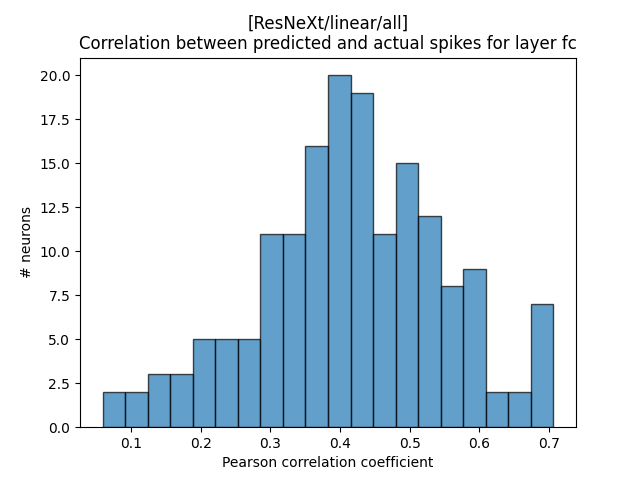 [ResNeXt/linear/all]
Correlation between predicted and actual spikes for layer fc
20.0
17.5
15.0
12.5
10.0
7.5
5.0
2.5
0.0
# neurons
0.1 0.2 0.3 0.4 0.5 0.6 0.7
Pearson correlation coefficient